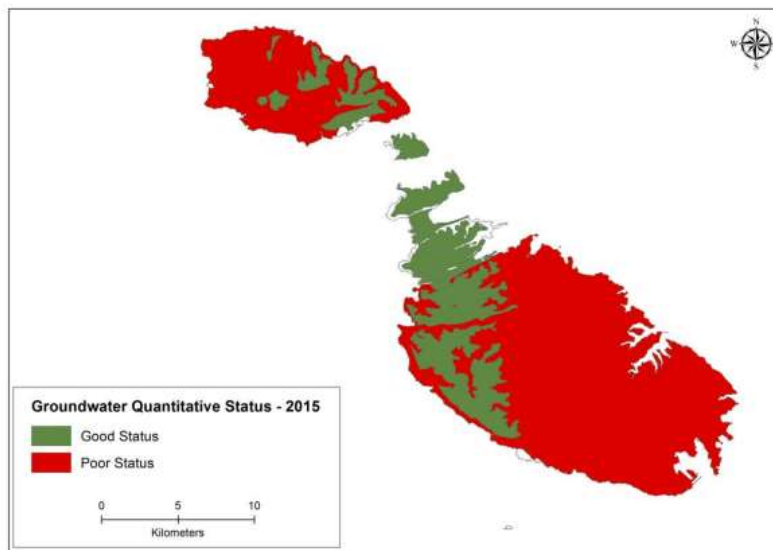 N
W E
S
Groundwater Quantitative Status - 2015
Good Status
Poor Status
0 5 10
Kilometers